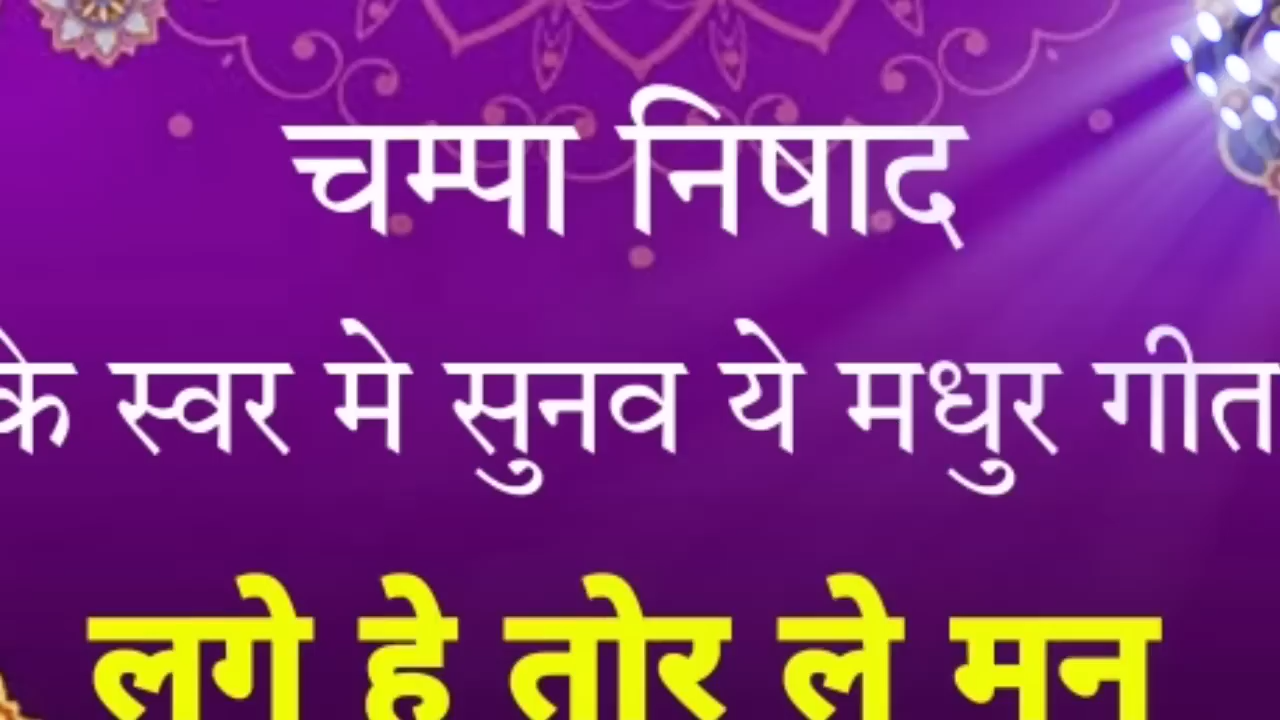 चम्पा निषाद
के स्वर मे सुनव ये मधुर गीत
लगे हे तोर ले मन